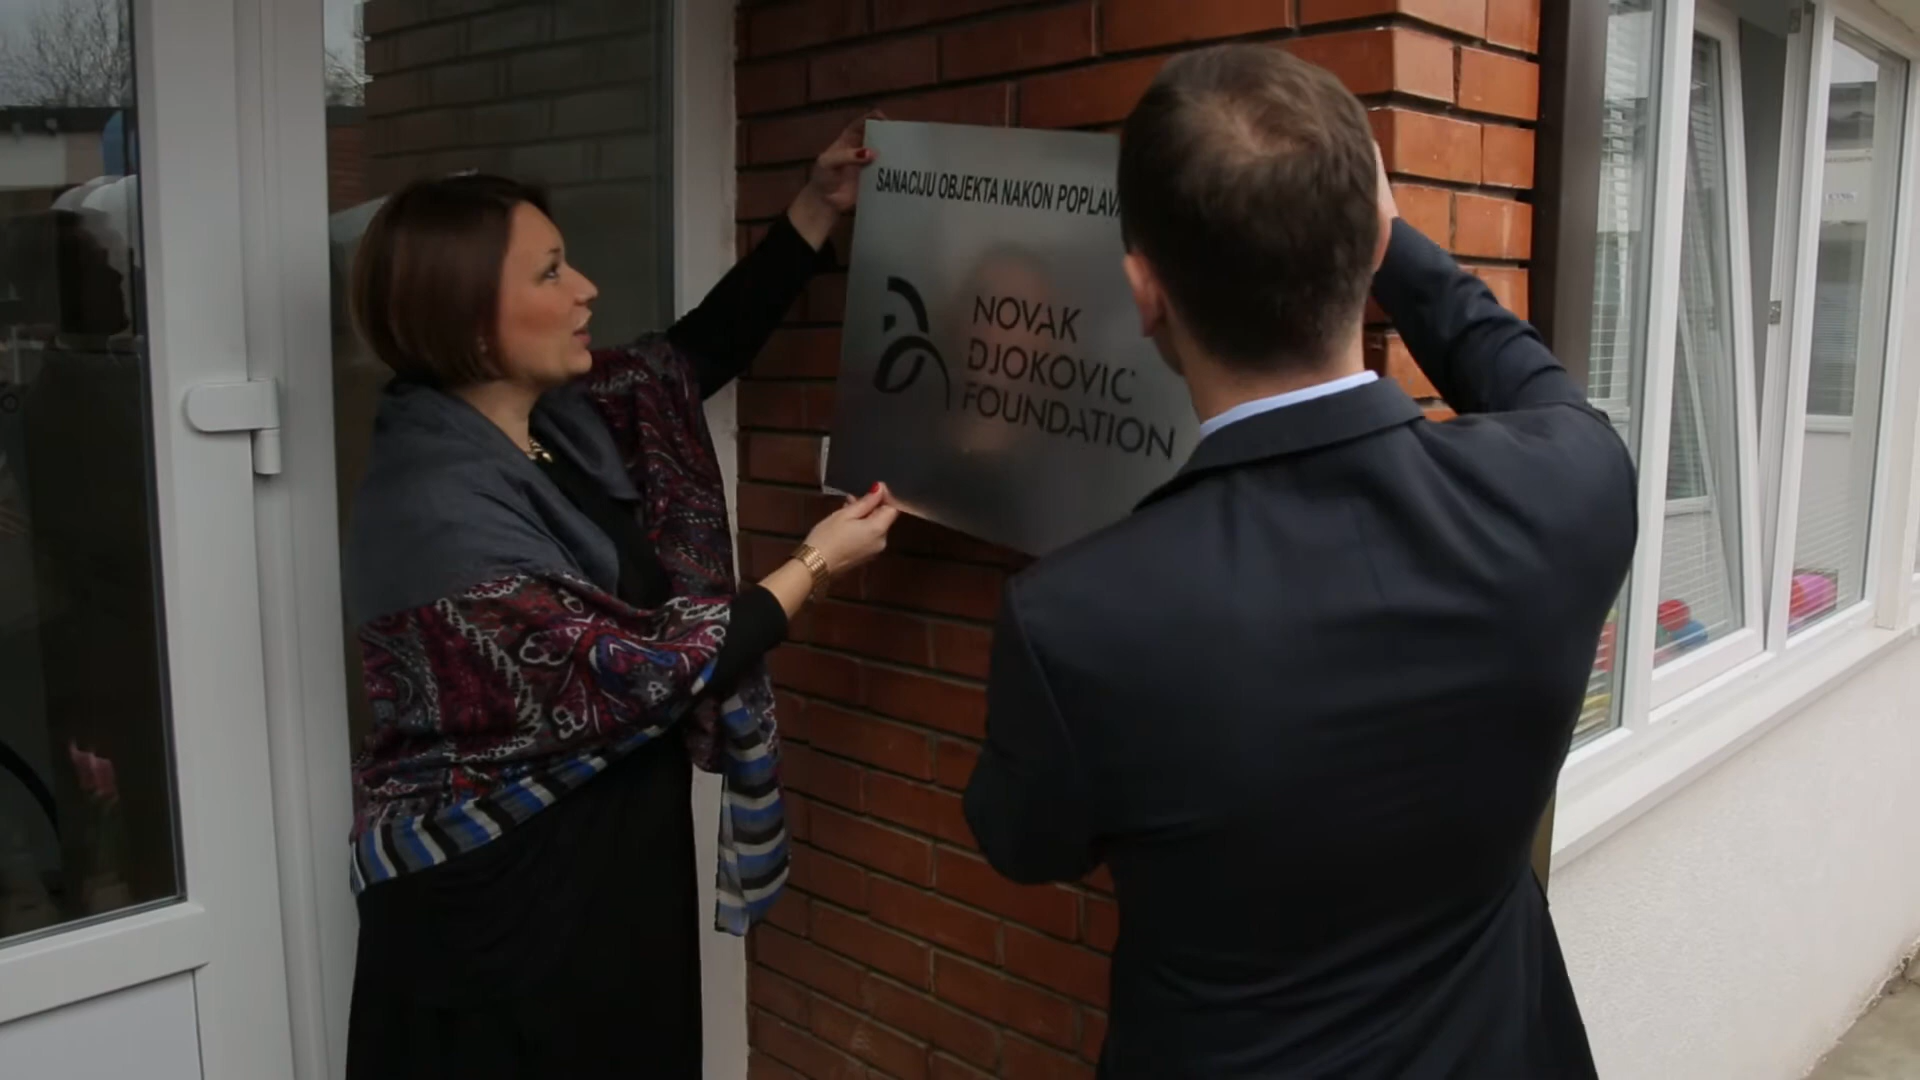 SANACIJU OBJEKTA NAKON POPLAVA
NOVAK
DJOKOVIC
FOUNDATION